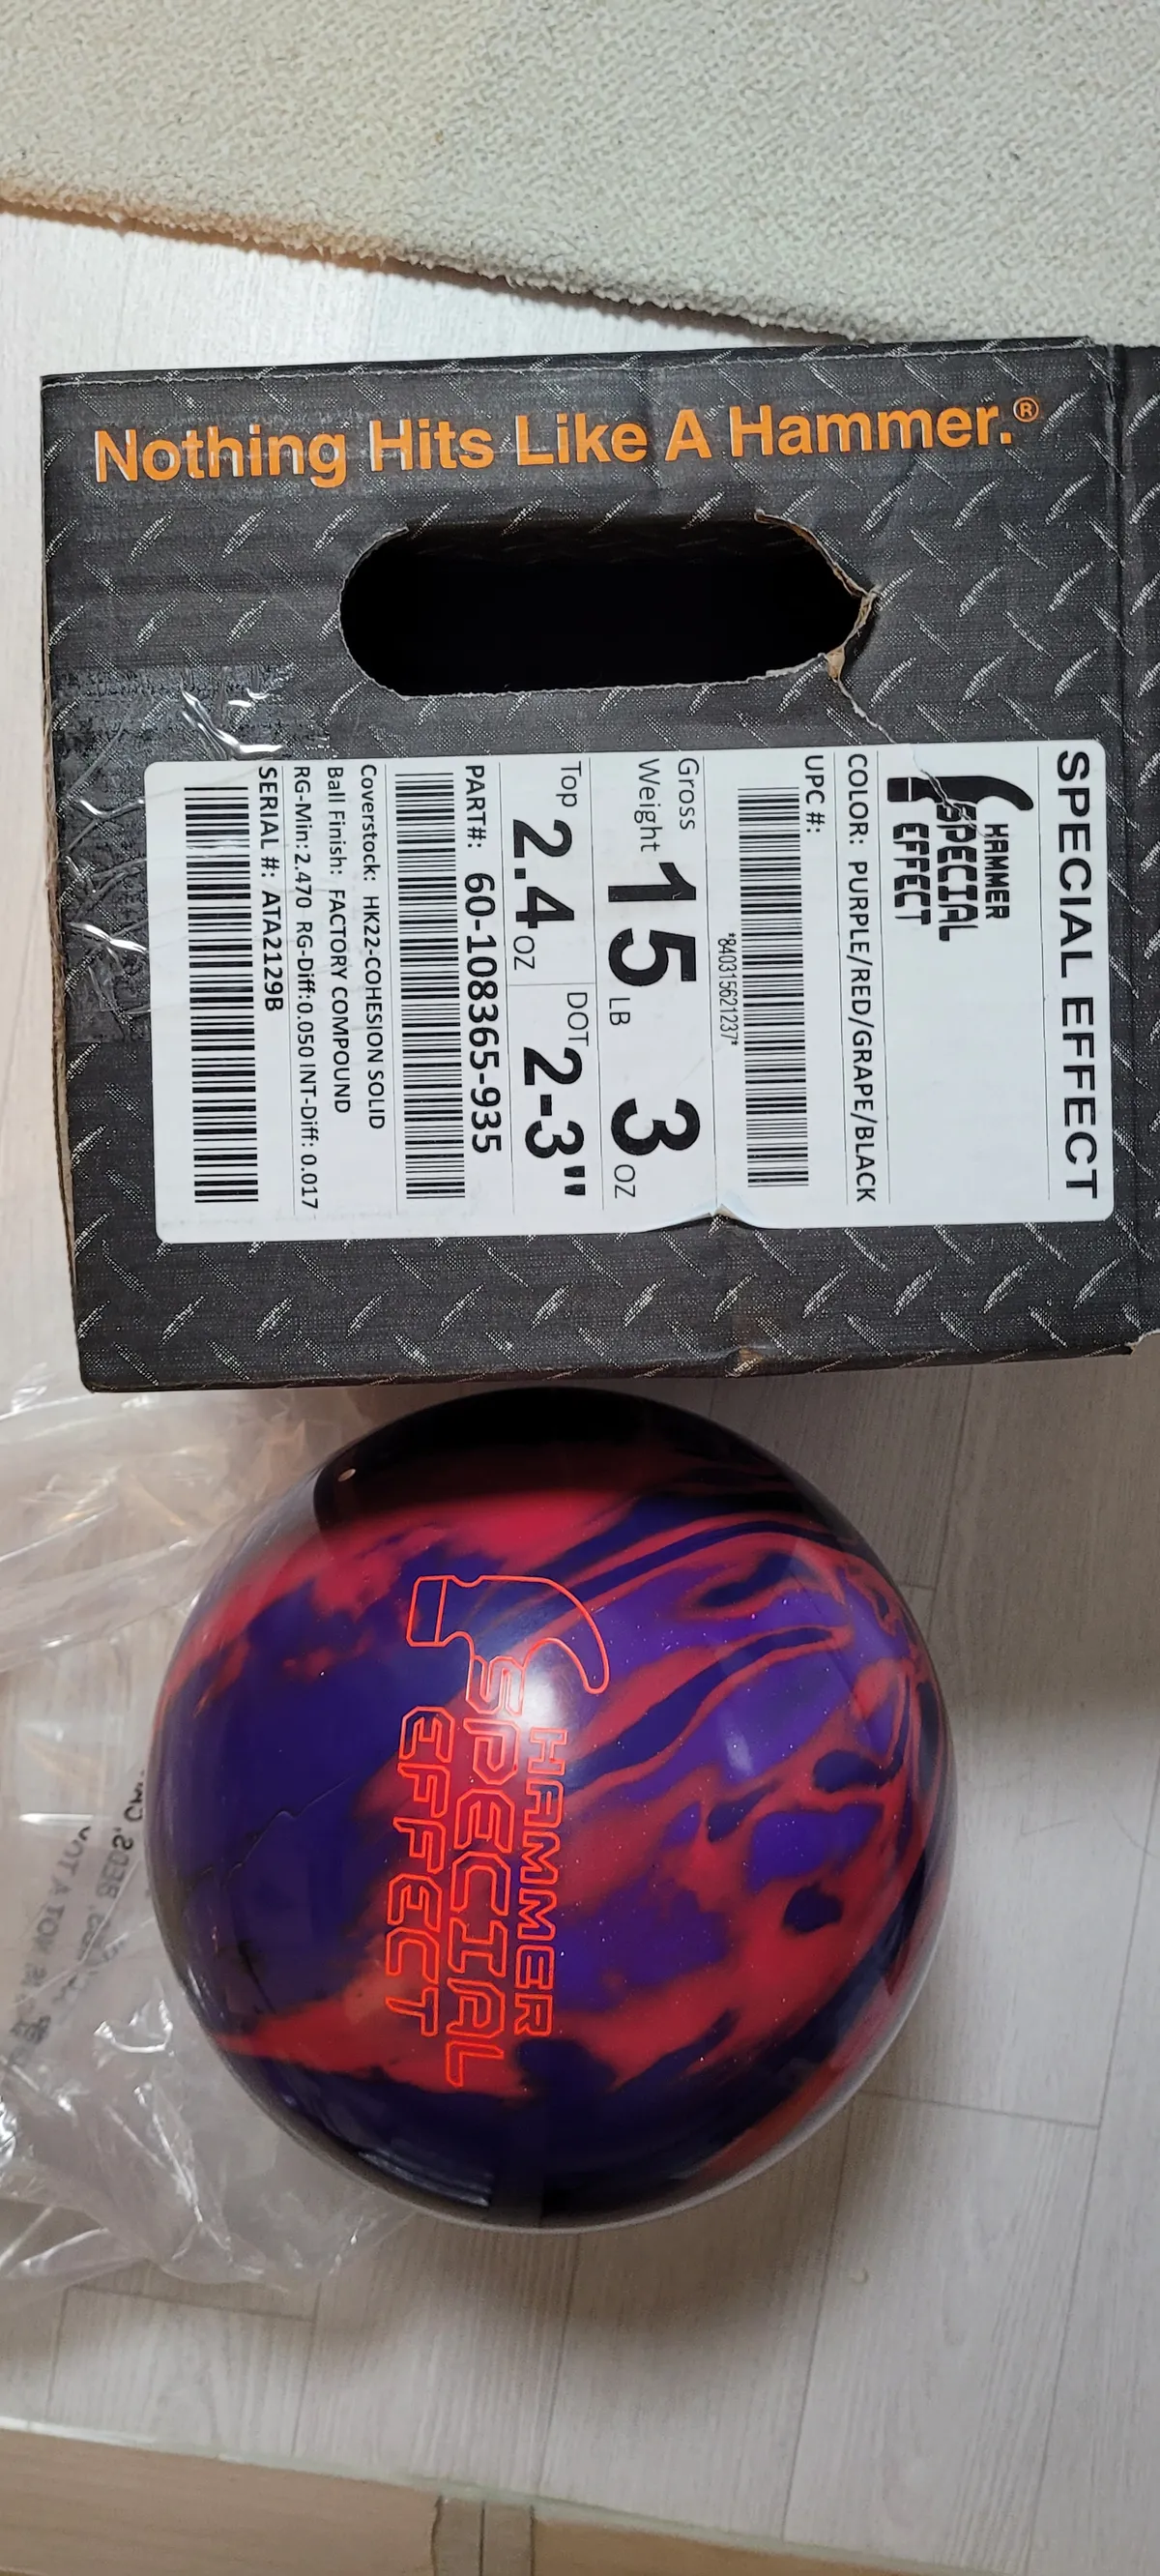 Nothing Hits Like A Hammer.®
SPECIAL EFFECT
HAMMER
SPECIAL
EFFECT
COLOR: PURPLE/RED/GRAPE/BLACK
UPC #:
*840315621237*
Gross
Weight 15 LB 3 OZ
Top 2.4 OZ DOT 2-3"
PART#: 60-108365-935
Coverstock: HK22-COHESION SOLID
Ball Finish: FACTORY COMPOUND
RG-Min: 2.470 RG-Diff:0.050 INT-Diff: 0.017
SERIAL #: ATA2129B
HAMMER
SPECIAL
EFFECT